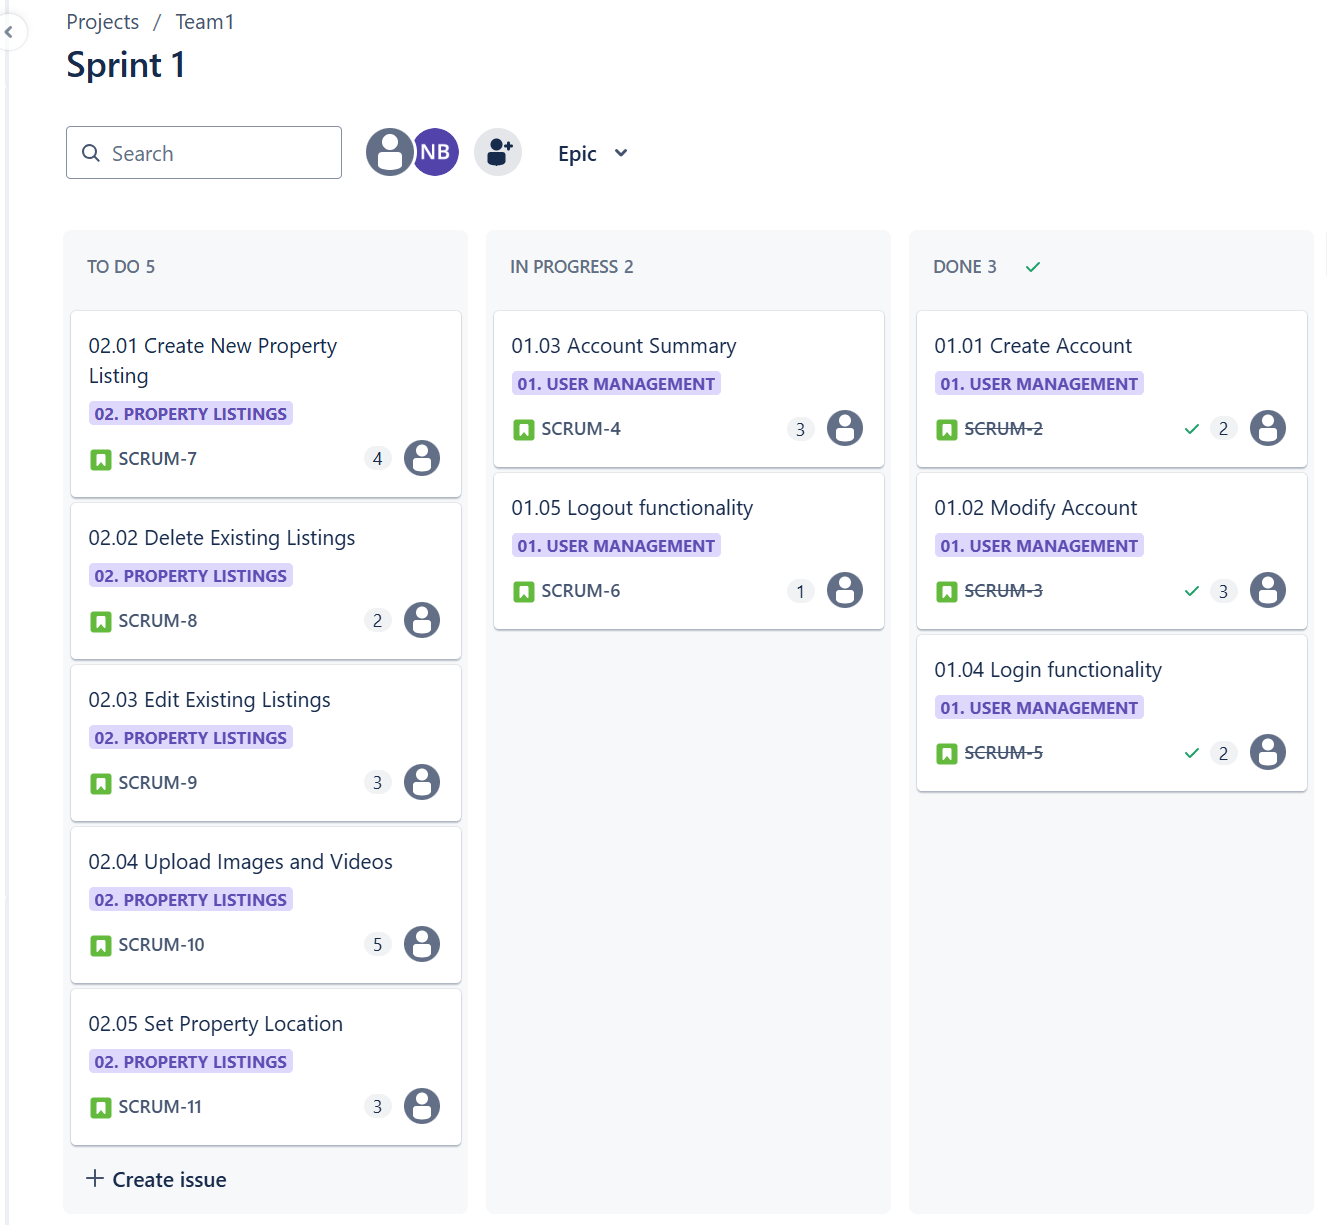 Projects / Team1
Sprint 1
Search
NB
Epic
TO DO 5
02.01 Create New Property
Listing
02. PROPERTY LISTINGS
SCRUM-7 4
02.02 Delete Existing Listings
02. PROPERTY LISTINGS
SCRUM-8 2
02.03 Edit Existing Listings
02. PROPERTY LISTINGS
SCRUM-9 3
02.04 Upload Images and Videos
02. PROPERTY LISTINGS
SCRUM-10 5
02.05 Set Property Location
02. PROPERTY LISTINGS
SCRUM-11 3
+ Create issue
IN PROGRESS 2
01.03 Account Summary
01. USER MANAGEMENT
SCRUM-4 3
01.05 Logout functionality
01. USER MANAGEMENT
SCRUM-6 1
DONE 3
01.01 Create Account
01. USER MANAGEMENT
SCRUM-2 2
01.02 Modify Account
01. USER MANAGEMENT
SCRUM-3 3
01.04 Login functionality
01. USER MANAGEMENT
SCRUM-5 2